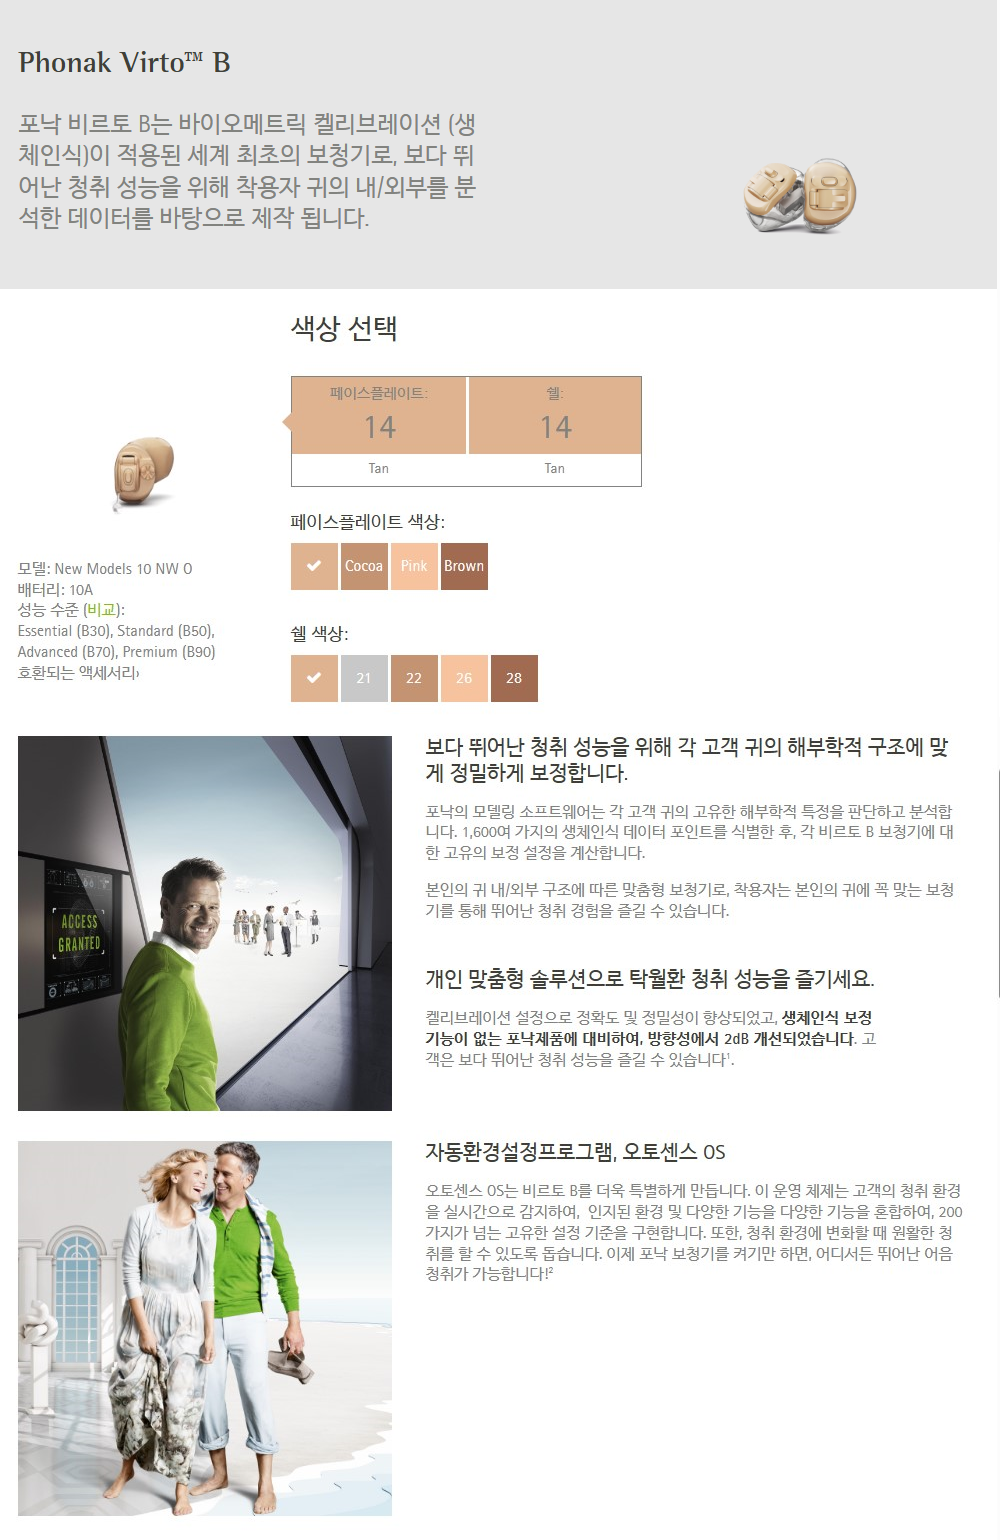 Phonak Virto™ B
포낙 비르토 B는 바이오메트릭 켈리브레이션 (생
체인식)이 적용된 세계 최초의 보청기로, 보다 뛰
어난 청취 성능을 위해 착용자 귀의 내/외부를 분
석한 데이터를 바탕으로 제작 됩니다.
색상 선택
페이스플레이트: 쉘:
14 14
Tan Tan
페이스플레이트 색상:
Cocoa Pink Brown
쉘 색상:
21 22 26 28
모델: New Models 10 NW O
배터리: 10A
성능 수준 (비교):
Essential (B30), Standard (B50),
Advanced (B70), Premium (B90)
호환되는 액세서리›
ACCESS
GRANTED
보다 뛰어난 청취 성능을 위해 각 고객 귀의 해부학적 구조에 맞
게 정밀하게 보정합니다.
포낙의 모델링 소프트웨어는 각 고객 귀의 고유한 해부학적 특정을 판단하고 분석합
니다. 1,600여 가지의 생체인식 데이터 포인트를 식별한 후, 각 비르토 B 보청기에 대
한 고유의 보정 설정을 계산합니다.
본인의 귀 내/외부 구조에 따른 맞춤형 보청기로, 착용자는 본인의 귀에 꼭 맞는 보청
기를 통해 뛰어난 청취 경험을 즐길 수 있습니다.
개인 맞춤형 솔루션으로 탁월환 청취 성능을 즐기세요.
켈리브레이션 설정으로 정확도 및 정밀성이 향상되었고, 생체인식 보정
기능이 없는 포낙제품에 대비하여, 방향성에서 2dB 개선되었습니다. 고
객은 보다 뛰어난 청취 성능을 즐길 수 있습니다¹.
자동환경설정프로그램, 오토센스 OS
오토센스 OS는 비르토 B를 더욱 특별하게 만듭니다. 이 운영 체제는 고객의 청취 환경
을 실시간으로 감지하여, 인지된 환경 및 다양한 기능을 다양한 기능을 혼합하여, 200
가지가 넘는 고유한 설정 기준을 구현합니다. 또한, 청취 환경에 변화할 때 원활한 청
취를 할 수 있도록 돕습니다. 이제 포낙 보청기를 켜기만 하면, 어디서든 뛰어난 어음
청취가 가능합니다!²